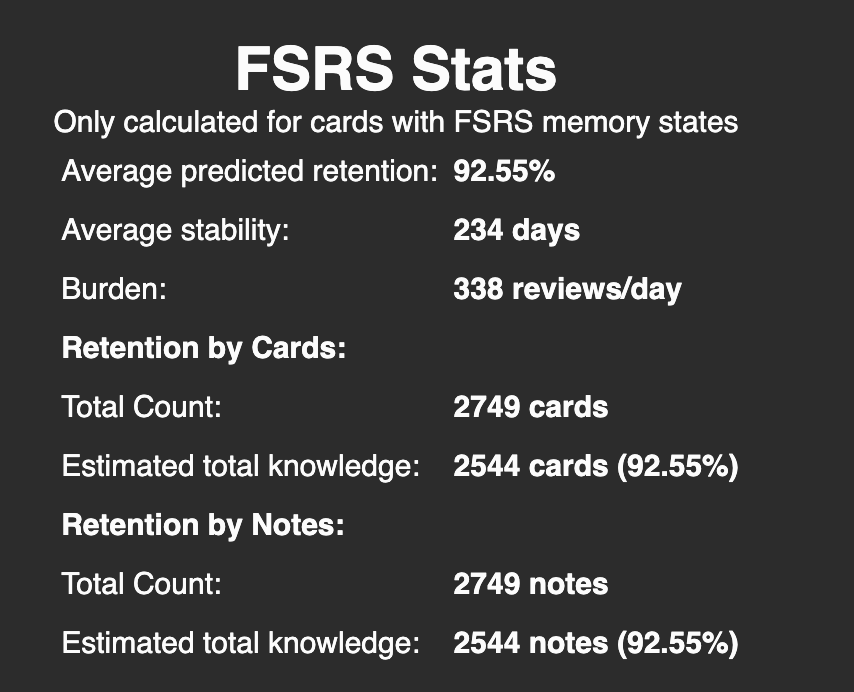 FSRS Stats
Only calculated for cards with FSRS memory states
Average predicted retention: 92.55%
Average stability: 234 days
Burden: 338 reviews/day
Retention by Cards:
Total Count: 2749 cards
Estimated total knowledge: 2544 cards (92.55%)
Retention by Notes:
Total Count: 2749 notes
Estimated total knowledge: 2544 notes (92.55%)